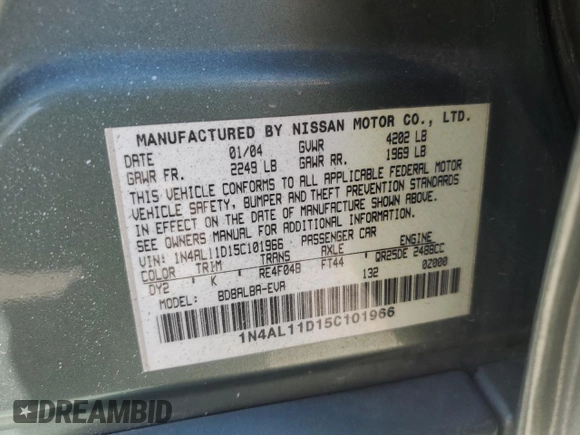 MANUFACTURED BY NISSAN MOTOR CO., LTD.
DATE 01/04 GVWR 4202 LB
GAWR FR. 2249 LB GAWR RR. 1969 LB
THIS VEHICLE CONFORMS TO ALL APPLICABLE FEDERAL MOTOR
VEHICLE SAFETY, BUMPER AND THEFT PREVENTION STANDARDS
IN EFFECT ON THE DATE OF MANUFACTURE SHOWN ABOVE.
SEE OWNERS MANUAL FOR ADDITIONAL INFORMATION.
VIN: 1N4AL11D15C101966 PASSENGER CAR
COLOR TRIM TRANS AXLE ENGINE
DY2 K RE4F04B FT44 QR25DE 2488CC
132 0Z000
MODEL: BDBALBA-EVA
1N4AL11D15C101966
DREAMBID